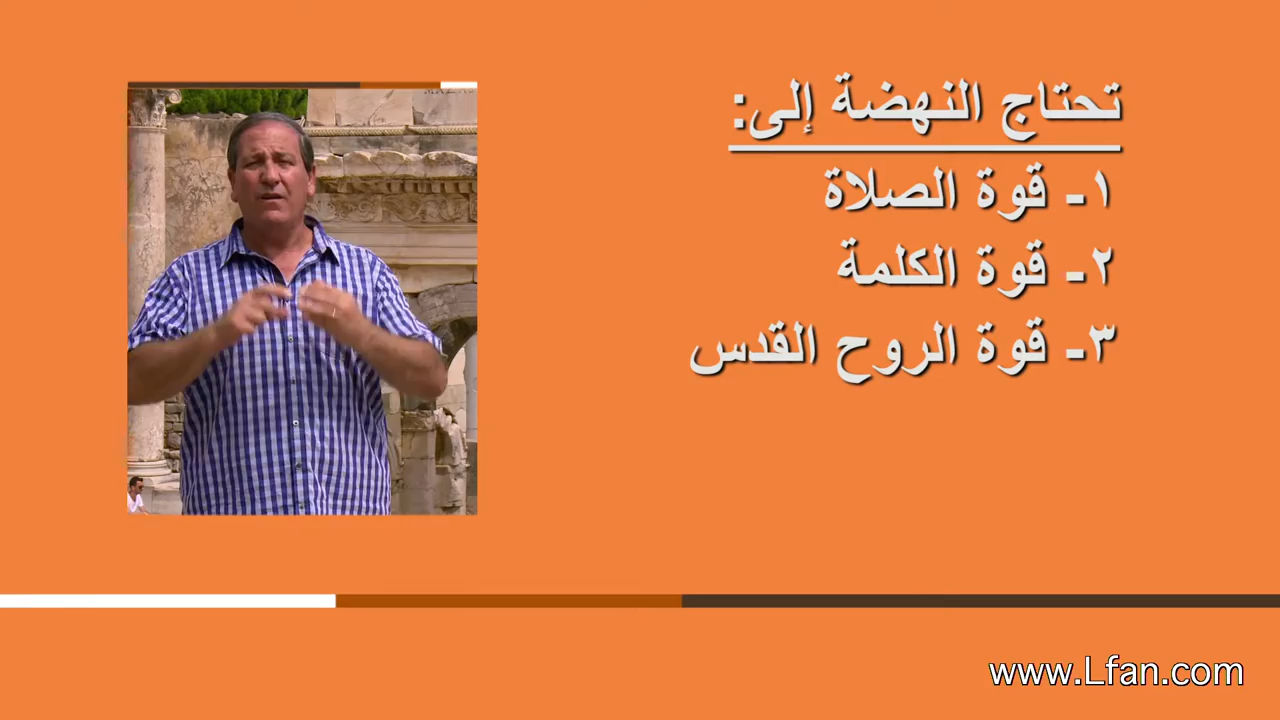 تحتاج النهضة إلى:
١- قوة الصلاة
٢- قوة الكلمة
٣- قوة الروح القدس
www.Lfan.com